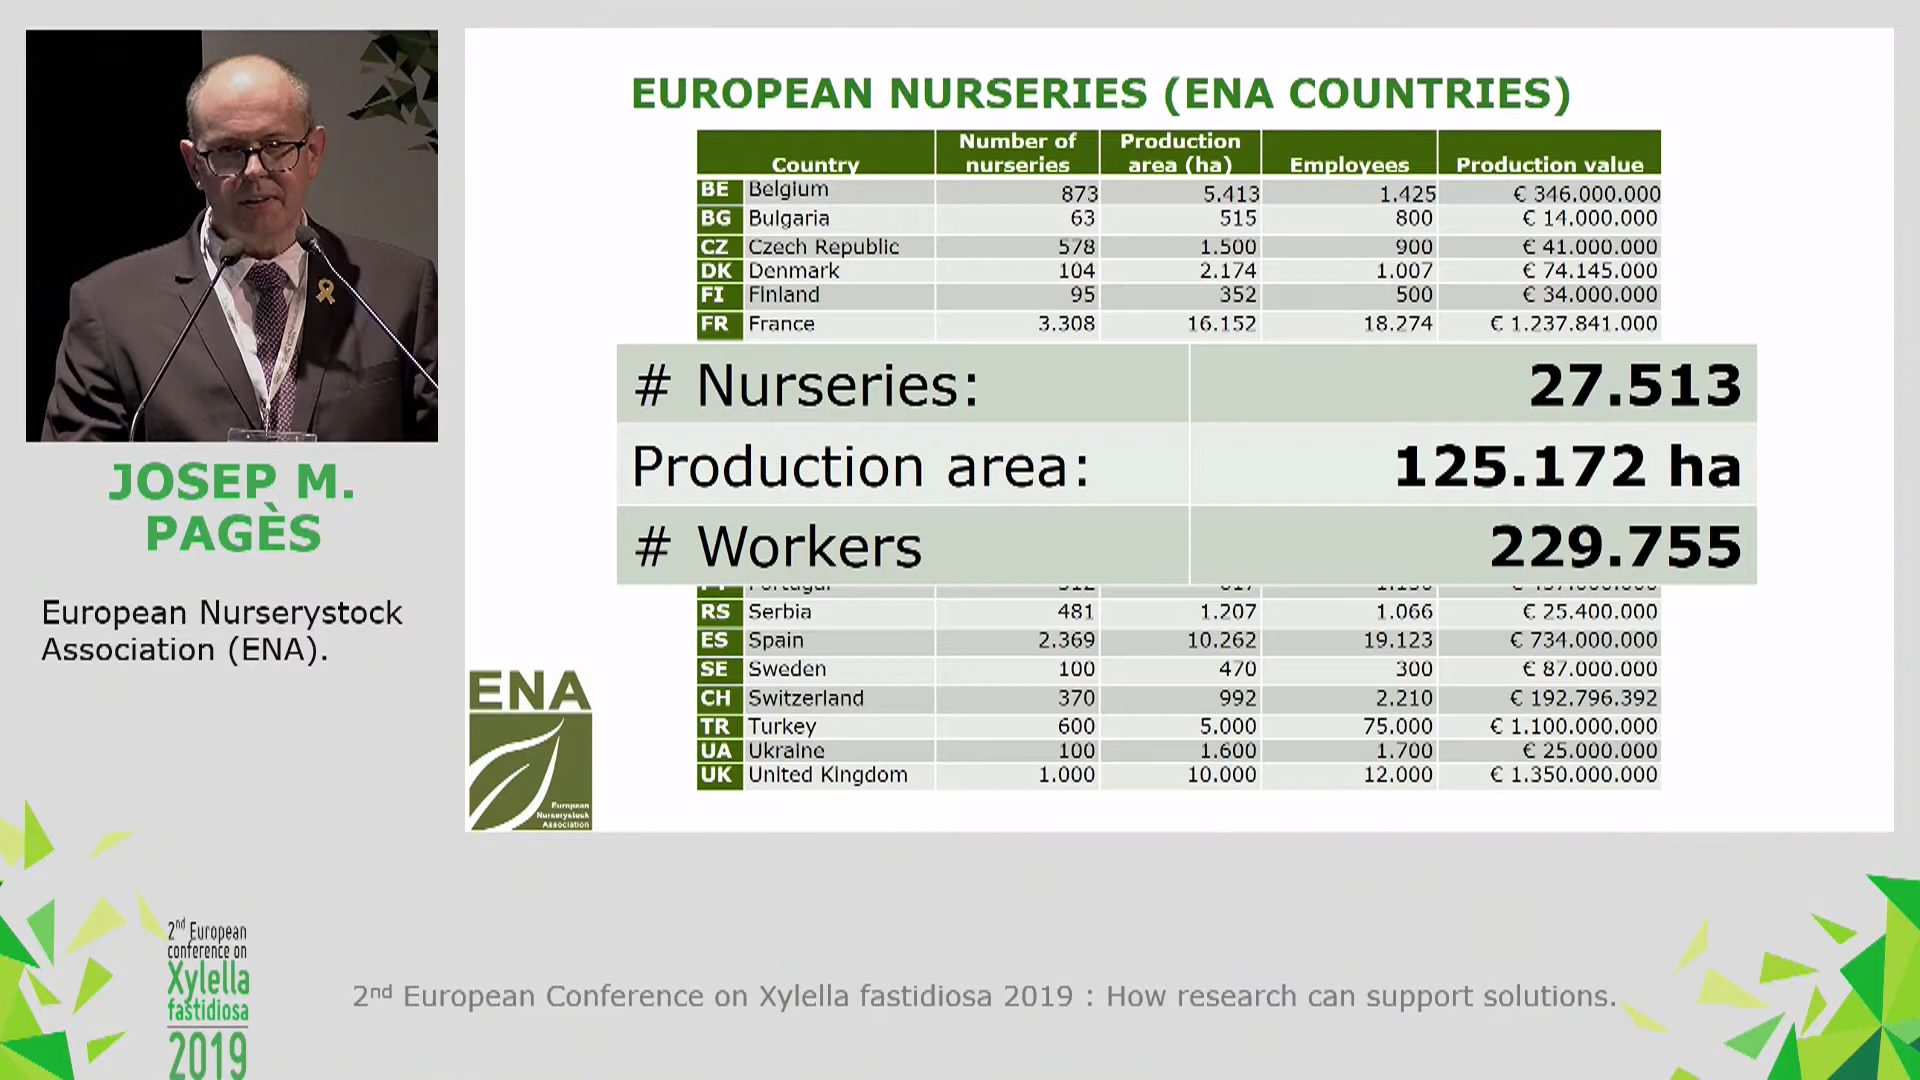 JOSEP M.
PAGÈS
European Nurserystock
Association (ENA).
EUROPEAN NURSERIES (ENA COUNTRIES)
Country Number of nurseries Production area (ha) Employees Production value
BE Belgium 873 5.413 1.425 € 346.000.000
BG Bulgaria 63 515 800 € 14.000.000
CZ Czech Republic 578 1.500 900 € 41.000.000
DK Denmark 104 2.174 1.007 € 74.145.000
FI Finland 95 352 500 € 34.000.000
FR France 3.308 16.152 18.274 € 1.237.841.000
# Nurseries: 27.513
Production area: 125.172 ha
# Workers 229.755
RS Serbia 481 1.207 1.066 € 25.400.000
ES Spain 2.369 10.262 19.123 € 734.000.000
SE Sweden 100 470 300 € 87.000.000
CH Switzerland 370 992 2.210 € 192.796.392
TR Turkey 600 5.000 75.000 € 1.100.000.000
UA Ukraine 100 1.600 1.700 € 25.000.000
UK United Kingdom 1.000 10.000 12.000 € 1.350.000.000
ENA
European
Nurserystock
Association
2nd European
conference on
Xylella
fastidiosa
2019
2nd European Conference on Xylella fastidiosa 2019 : How research can support solutions.